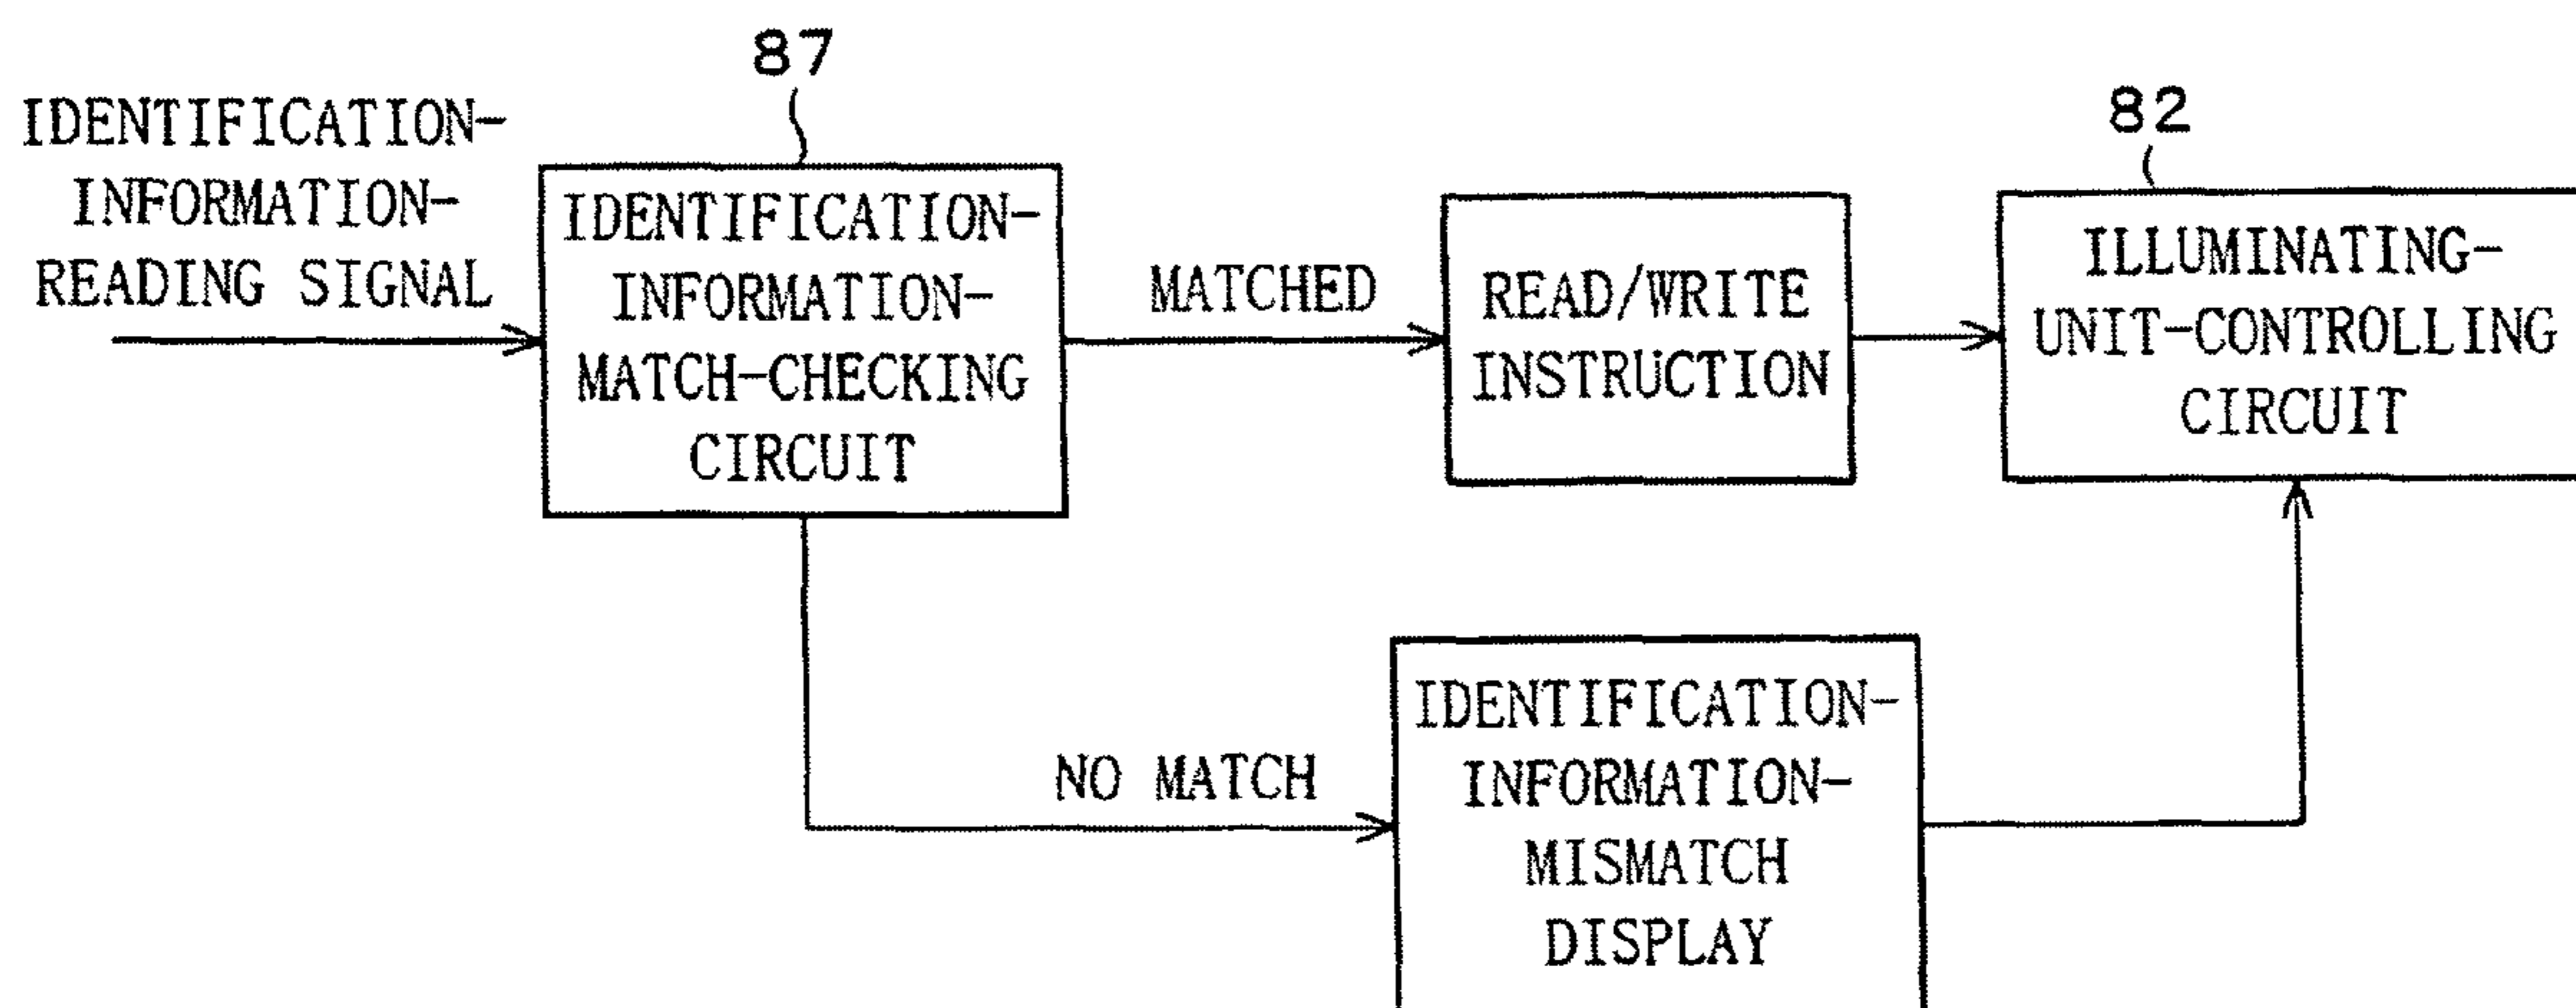 87
IDENTIFICATION-
INFORMATION-
READING SIGNAL
IDENTIFICATION-
INFORMATION-
MATCH-CHECKING
CIRCUIT
MATCHED
READ/WRITE
INSTRUCTION
82
ILLUMINATING-
UNIT-CONTROLLING
CIRCUIT
NO MATCH
IDENTIFICATION-
INFORMATION-
MISMATCH
DISPLAY